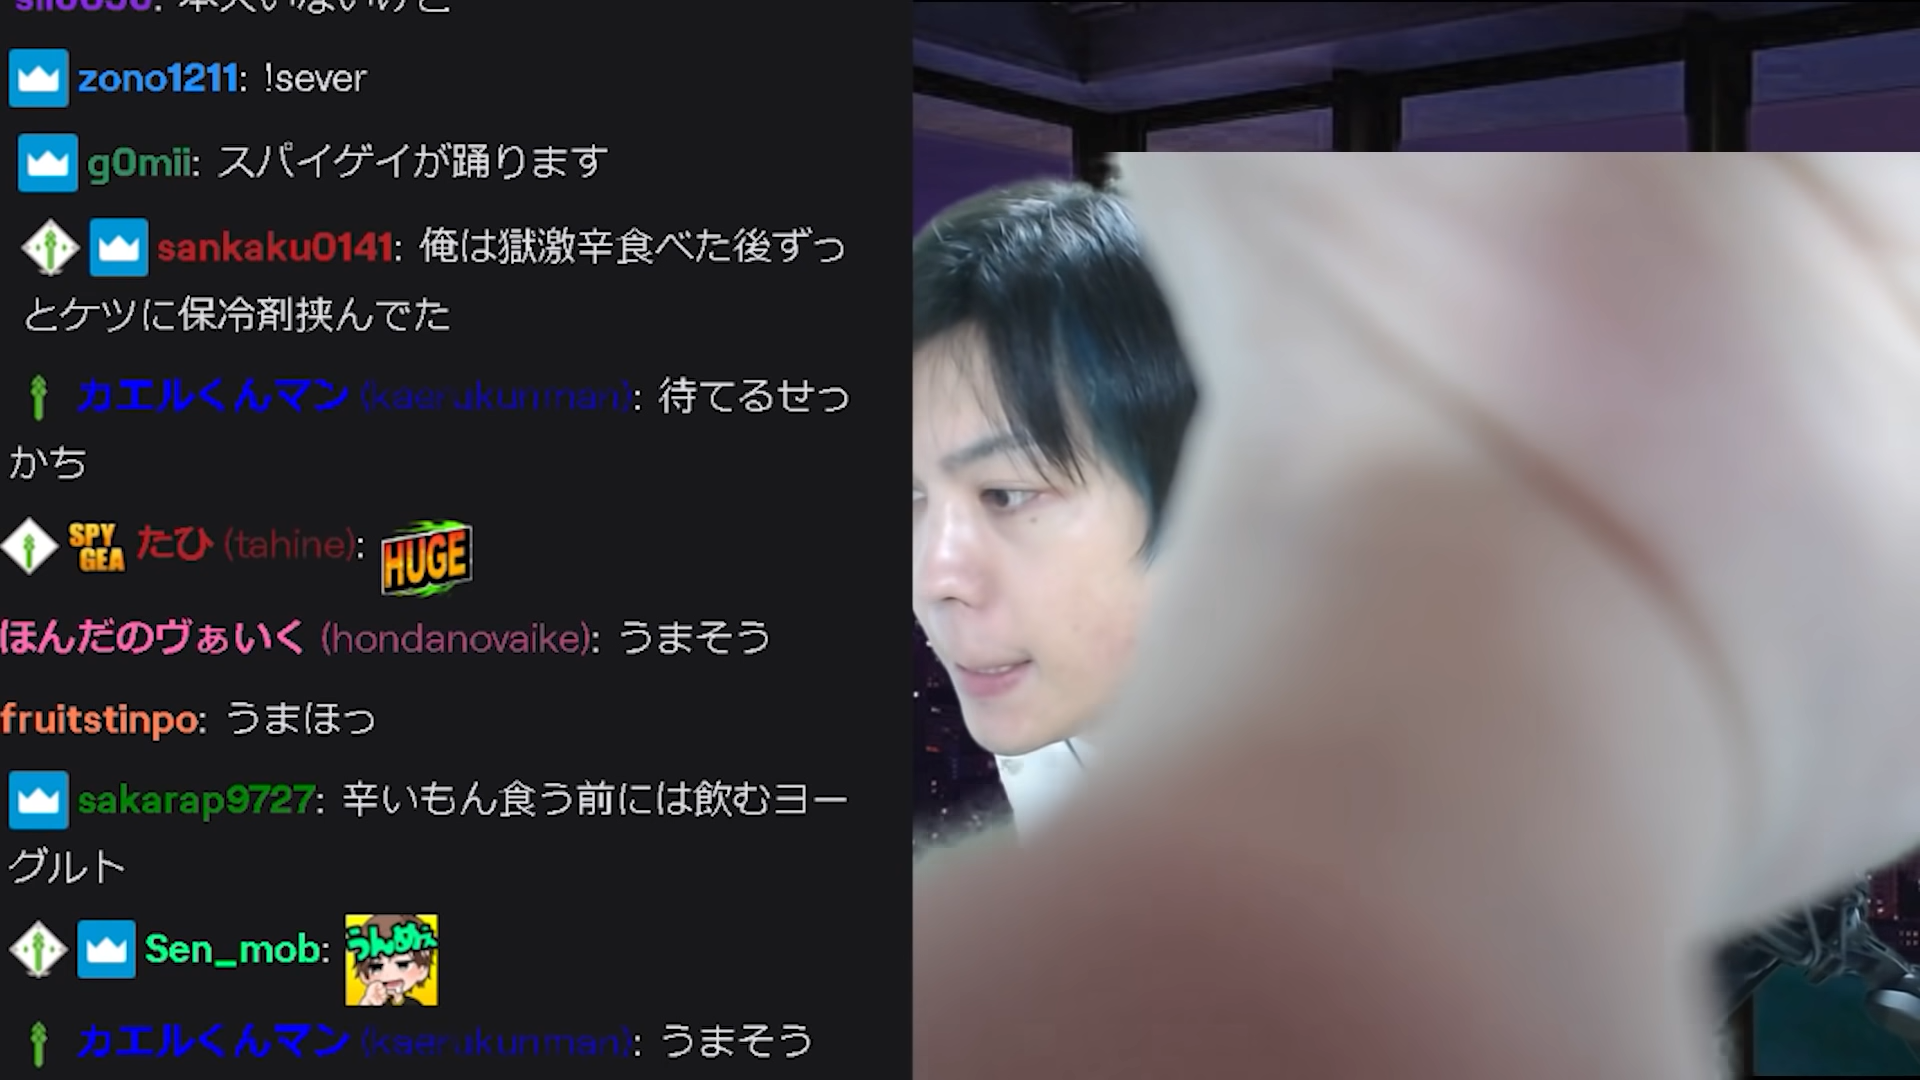 zono1211: !sever
g0mii: スパイゲイが踊ります
sankaku0141: 俺は獄激辛食べた後ずっ
とケツに保冷剤挟んでた
カエルくんマン (kaerukunman): 待てるせっ
かち
SPY
GEA
たひ (tahine): HUGE
ほんだのヴぁいく (hondanovaike): うまそう
fruitstinpo: うまほっ
sakarap9727: 辛いもん食う前には飲むヨー
グルト
Sen_mob: うんめぇ
カエルくんマン (kaerukunman): うまそう